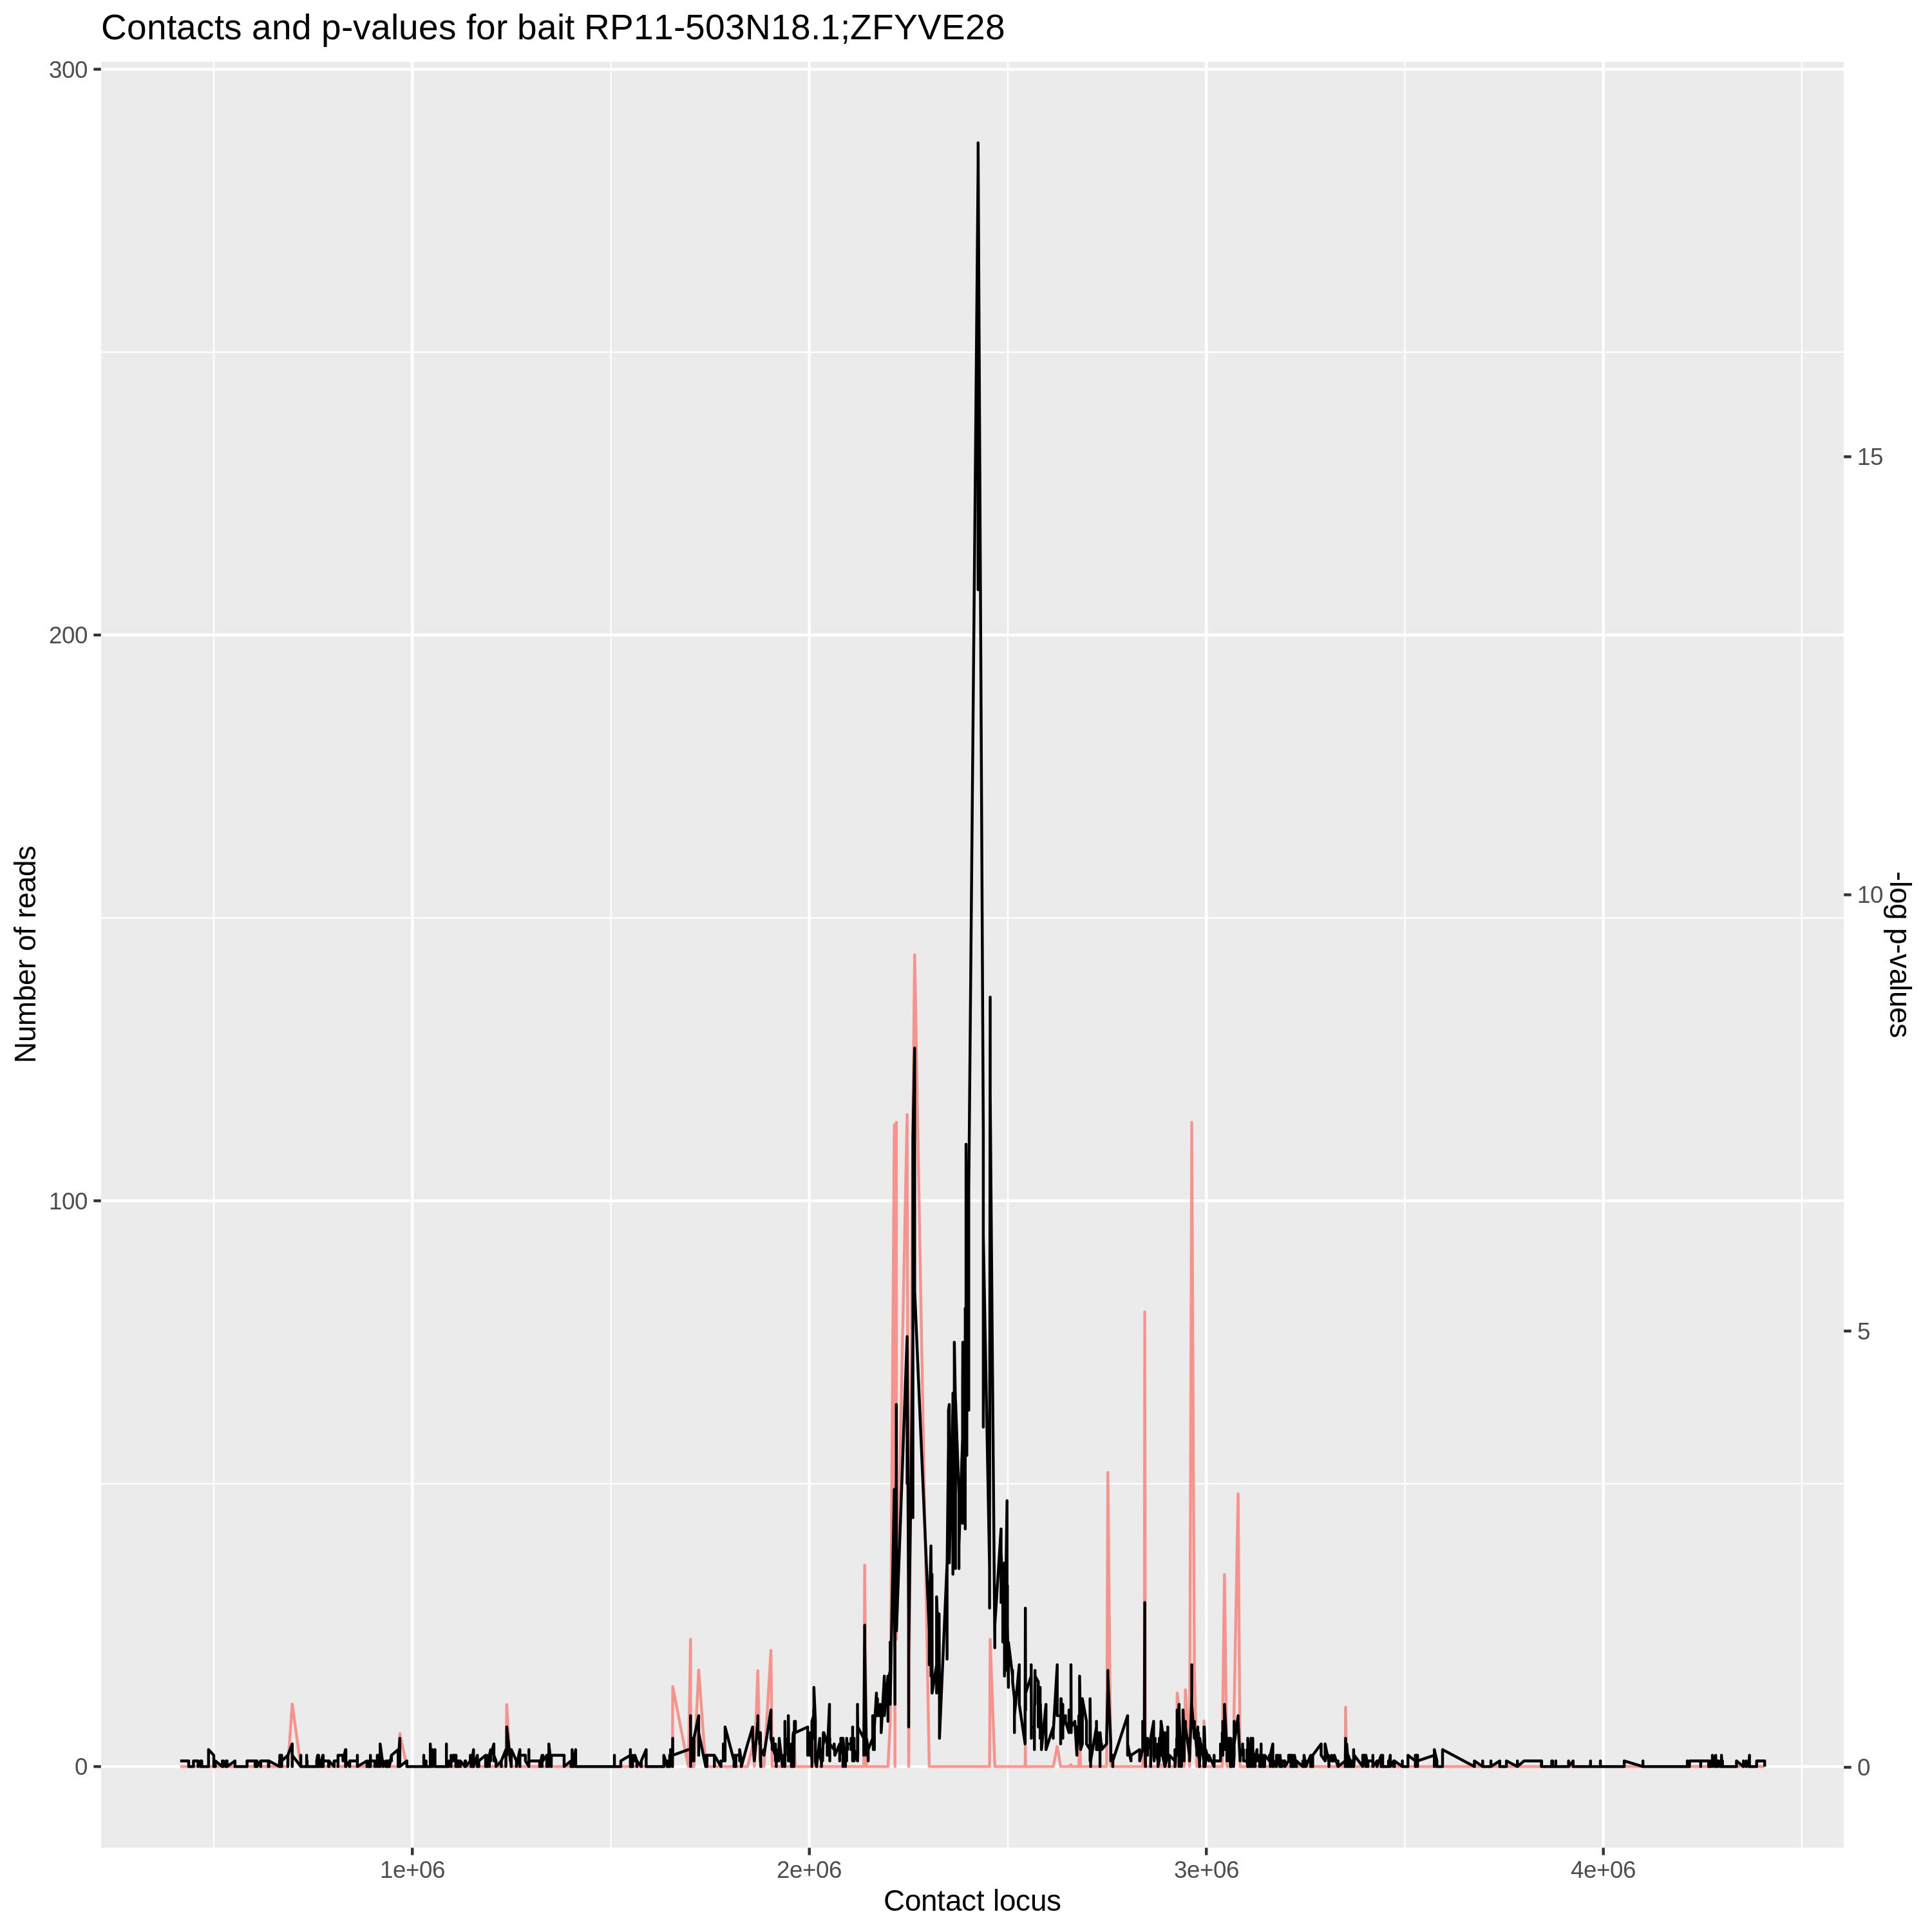 Contacts and p-values for bait RP11-503N18.1;ZFYVE28
300
200
100
0
Number of reads
15
10
5
0
-log p-values
1e+06
2e+06
3e+06
4e+06
Contact locus